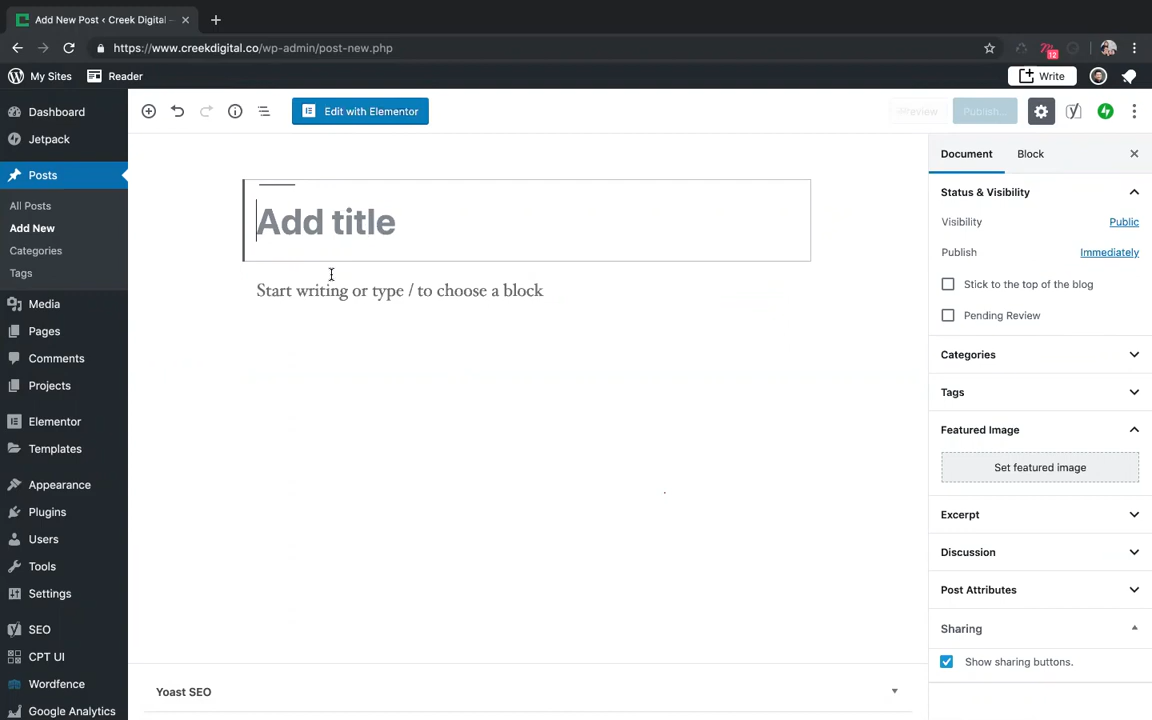 Add New Post ‹ Creek Digital –
https://www.creekdigital.co/wp-admin/post-new.php
12
My Sites
Reader
Write
Dashboard
Jetpack
Posts
All Posts
Add New
Categories
Tags
Media
Pages
Comments
Projects
Elementor
Templates
Appearance
Plugins
Users
Tools
Settings
SEO
CPT UI
Wordfence
Google Analytics
Edit with Elementor
Preview
Publish...
Add title
Start writing or type / to choose a block
Yoast SEO
Document
Block
Status & Visibility
Visibility
Public
Publish
Immediately
Stick to the top of the blog
Pending Review
Categories
Tags
Featured Image
Set featured image
Excerpt
Discussion
Post Attributes
Sharing
Show sharing buttons.